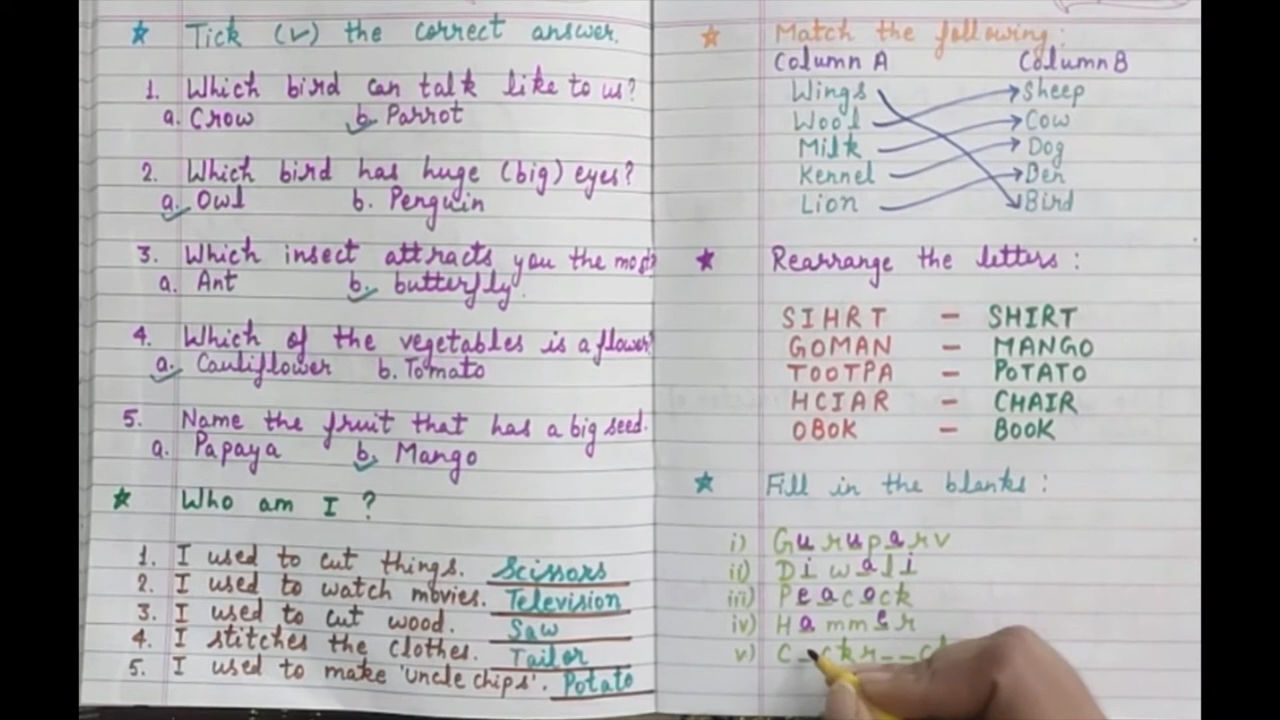 Tick (✓) the correct answer.
1. Which bird can talk like to us?
a. Crow b. Parrot
2. Which bird has huge (big) eyes?
a. Owl b. Penguin
3. Which insect attracts you the most?
a. Ant b. butterfly.
4. Which of the vegetables is a flower?
a. Cauliflower b. Tomato
5. Name the fruit that has a big seed.
a. Papaya b. Mango
Who am I ?
1. I used to cut things. Scissors
2. I used to watch movies. Television
3. I used to cut wood. Saw
4. I stitches the clothes. Tailor
5. I used to make 'uncle chips'. Potato
Match the following:
Column A Column B
Wings Sheep
Wool Cow
Milk Dog
Kennel Den
Lion Bird
Rearrange the letters :
SIHRT - SHIRT
GOMAN - MANGO
TOOTPA - POTATO
HCIAR - CHAIR
OBOK - BOOK
Fill in the blanks :
i) Gurupar​v
ii) Diwali
iii) Peacock
iv) Hammer
v) C_ckr__c